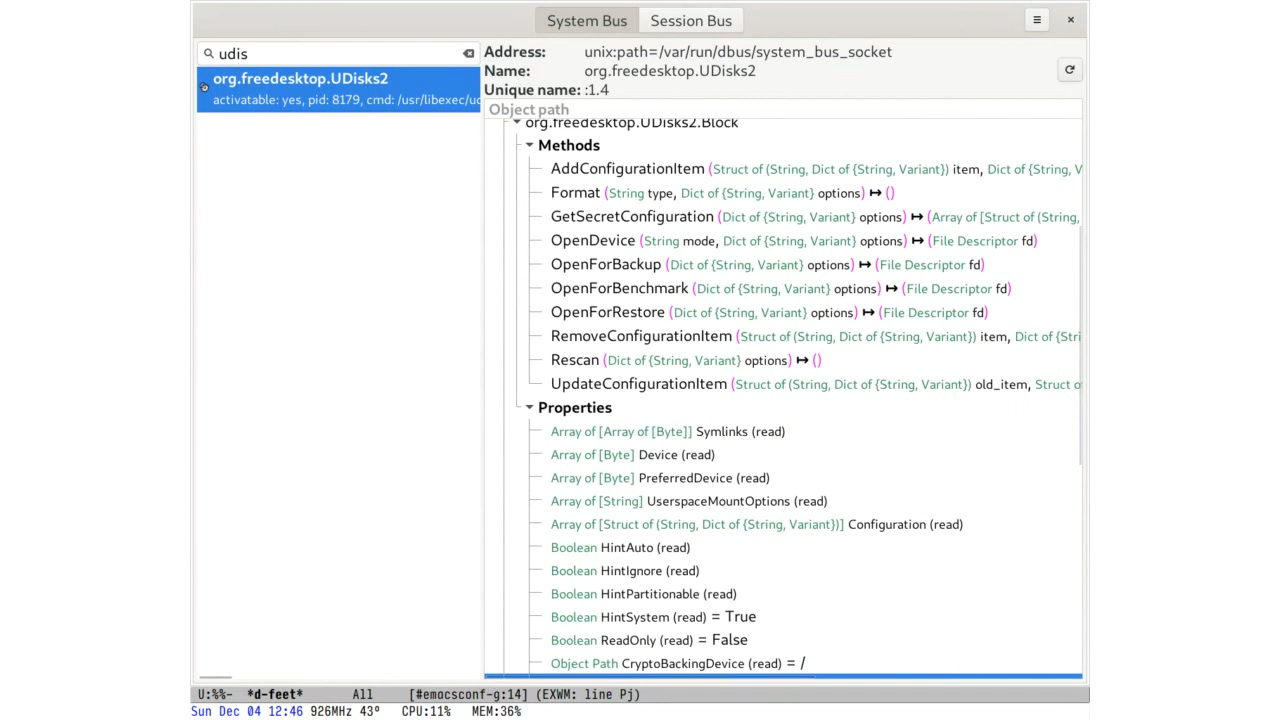 System Bus Session Bus
udis
org.freedesktop.UDisks2
activatable: yes, pid: 8179, cmd: /usr/libexec/ud
Address: unix:path=/var/run/dbus/system_bus_socket
Name: org.freedesktop.UDisks2
Unique name: :1.4
Object path
org.freedesktop.UDisks2.Block
Methods
AddConfigurationItem (Struct of (String, Dict of {String, Variant}) item, Dict of {String, V
Format (String type, Dict of {String, Variant} options) ↦ ()
GetSecretConfiguration (Dict of {String, Variant} options) ↦ (Array of [Struct of (String,
OpenDevice (String mode, Dict of {String, Variant} options) ↦ (File Descriptor fd)
OpenForBackup (Dict of {String, Variant} options) ↦ (File Descriptor fd)
OpenForBenchmark (Dict of {String, Variant} options) ↦ (File Descriptor fd)
OpenForRestore (Dict of {String, Variant} options) ↦ (File Descriptor fd)
RemoveConfigurationItem (Struct of (String, Dict of {String, Variant}) item, Dict of {Stri
Rescan (Dict of {String, Variant} options) ↦ ()
UpdateConfigurationItem (Struct of (String, Dict of {String, Variant}) old_item, Struct o
Properties
Array of [Array of [Byte]] Symlinks (read)
Array of [Byte] Device (read)
Array of [Byte] PreferredDevice (read)
Array of [String] UserspaceMountOptions (read)
Array of [Struct of (String, Dict of {String, Variant})] Configuration (read)
Boolean HintAuto (read)
Boolean HintIgnore (read)
Boolean HintPartitionable (read)
Boolean HintSystem (read) = True
Boolean ReadOnly (read) = False
Object Path CryptoBackingDevice (read) = /
U:%%- *d-feet* All [#emacsconf-g:14] (EXWM: line Pj)
Sun Dec 04 12:46 926MHz 43° CPU:11% MEM:36%